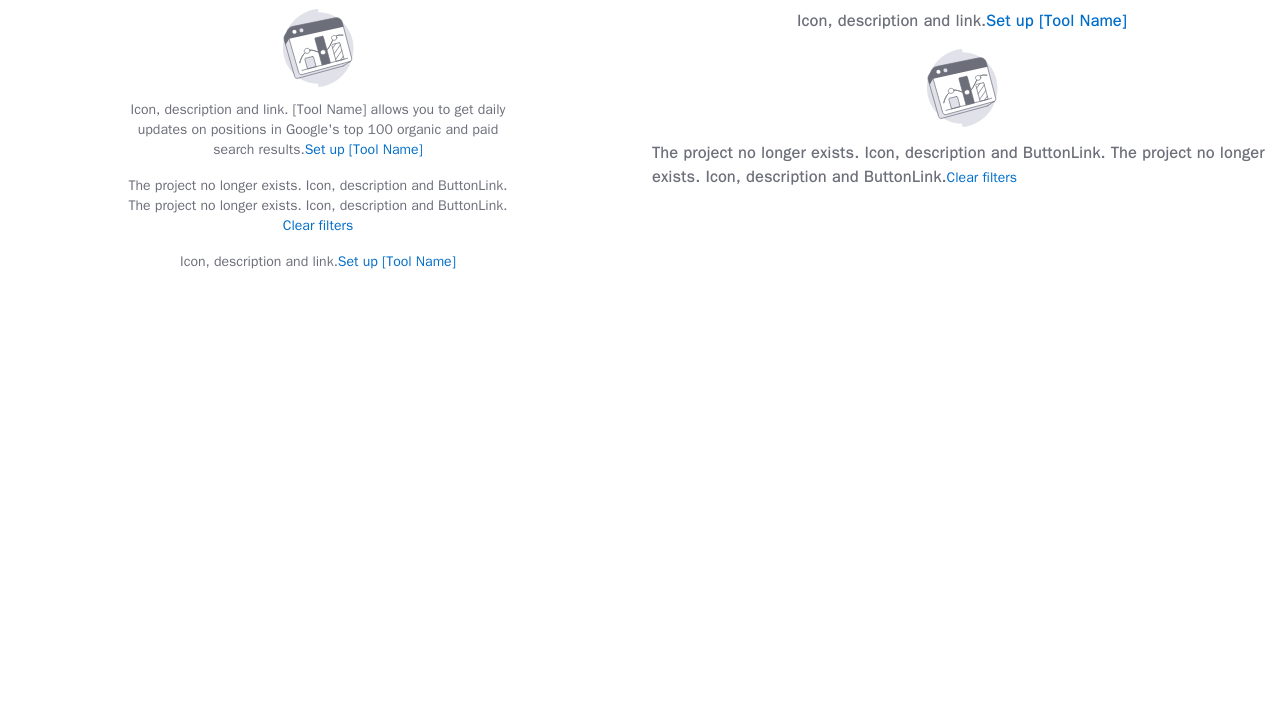 Icon, description and link. [Tool Name] allows you to get daily
updates on positions in Google's top 100 organic and paid
search results.Set up [Tool Name]
The project no longer exists. Icon, description and ButtonLink.
The project no longer exists. Icon, description and ButtonLink.
Clear filters
Icon, description and link.Set up [Tool Name]
Icon, description and link.Set up [Tool Name]
The project no longer exists. Icon, description and ButtonLink. The project no longer
exists. Icon, description and ButtonLink.Clear filters